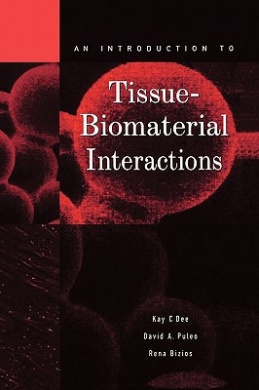 AN INTRODUCTION TO
Tissue-
Biomaterial
Interactions
Kay C Dee
David A. Puleo
Rena Bizios